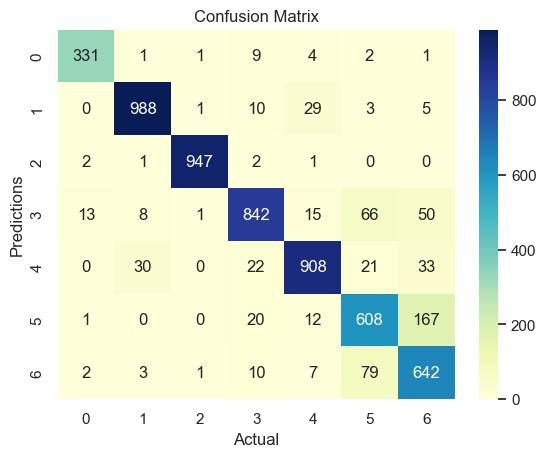 Confusion Matrix
Predictions
0 331 1 1 9 4 2 1
1 0 988 1 10 29 3 5
2 2 1 947 2 1 0 0
3 13 8 1 842 15 66 50
4 0 30 0 22 908 21 33
5 1 0 0 20 12 608 167
6 2 3 1 10 7 79 642
0 1 2 3 4 5 6
Actual
800
600
400
200
0